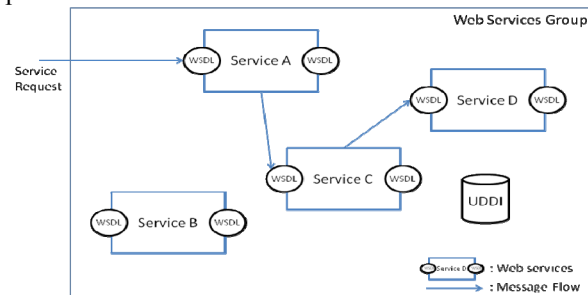 Web Services Group
WSDL Service A WSDL
Service
Request
WSDL Service D WSDL
WSDL Service C WSDL
UDDI
WSDL Service B WSDL
Service D : Web services
: Message Flow